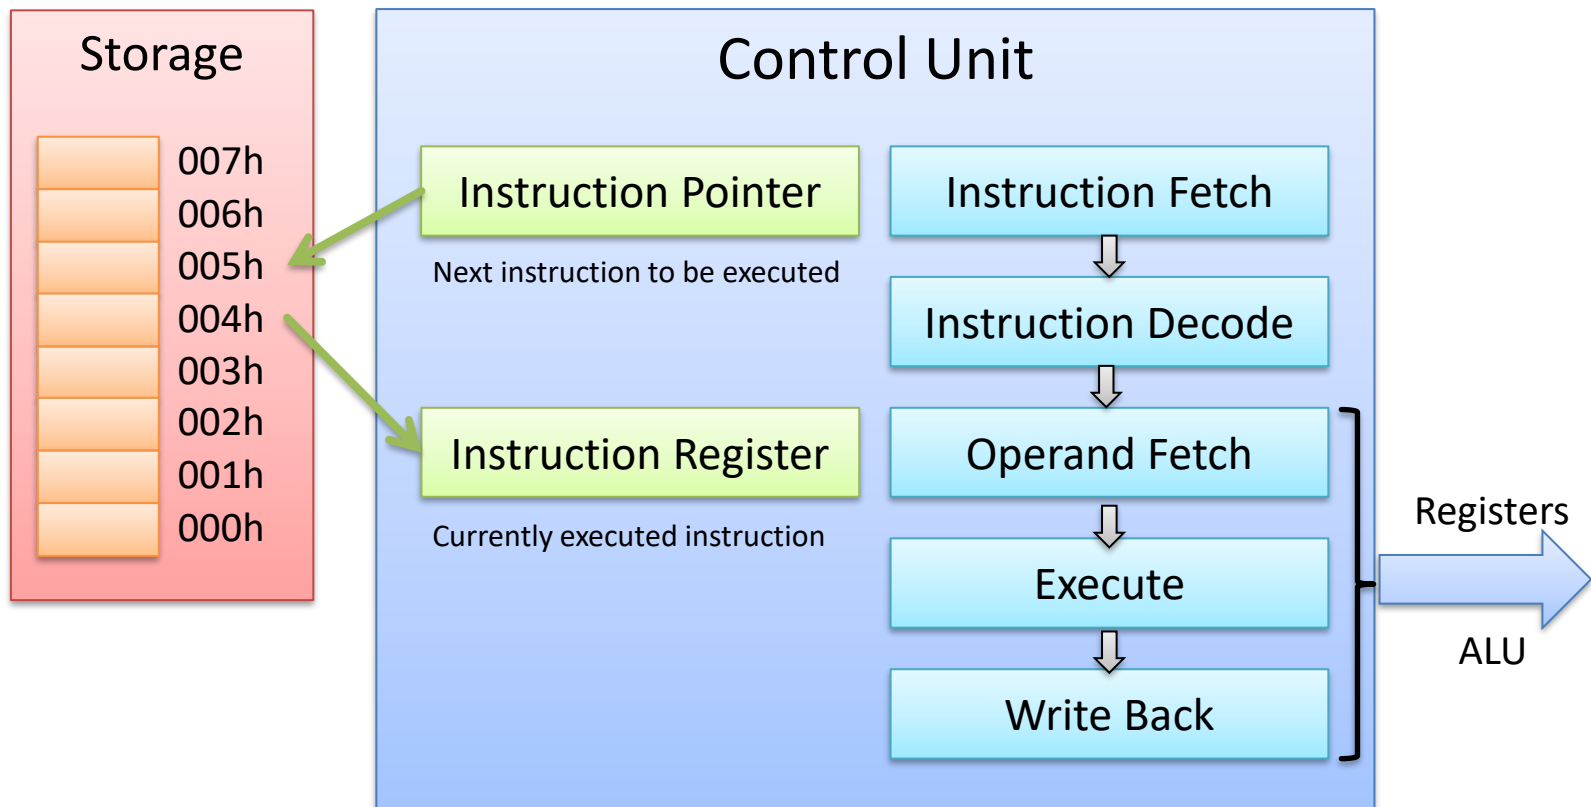 Storage
007h
006h
005h
004h
003h
002h
001h
000h
Control Unit
Instruction Pointer
Next instruction to be executed
Instruction Register
Currently executed instruction
Instruction Fetch
Instruction Decode
Operand Fetch
Execute
Write Back
Registers
ALU